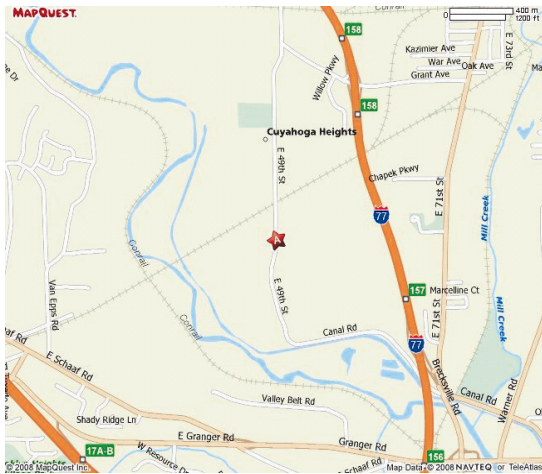 MAPQUEST
400 m
0
1200 ft
158
E 73rd St
Kazimier Ave
War Ave
Oak Ave
Grant Ave
Willow Pkwy
158
Cuyahoga Heights
E 49th St
Chapek Pkwy
E 71st St
77
Mill Creek
A
Conrail
E 49th St
157
Marcelline Ct
Mill Creek
Van Epps Rd
Conrail
Canal Rd
E 71st St
77
E Schaaf Rd
Brecksville Rd
Canal Rd
Warner Rd
Valley Belt Rd
Shady Ridge Ln
E Granger Rd
Granger Rd
17A-B
W Resource Dr
E Schaaf Rd
156
© 2008 MapQuest Inc.
Map Data © 2008 NAVTEQ or TeleAtlas